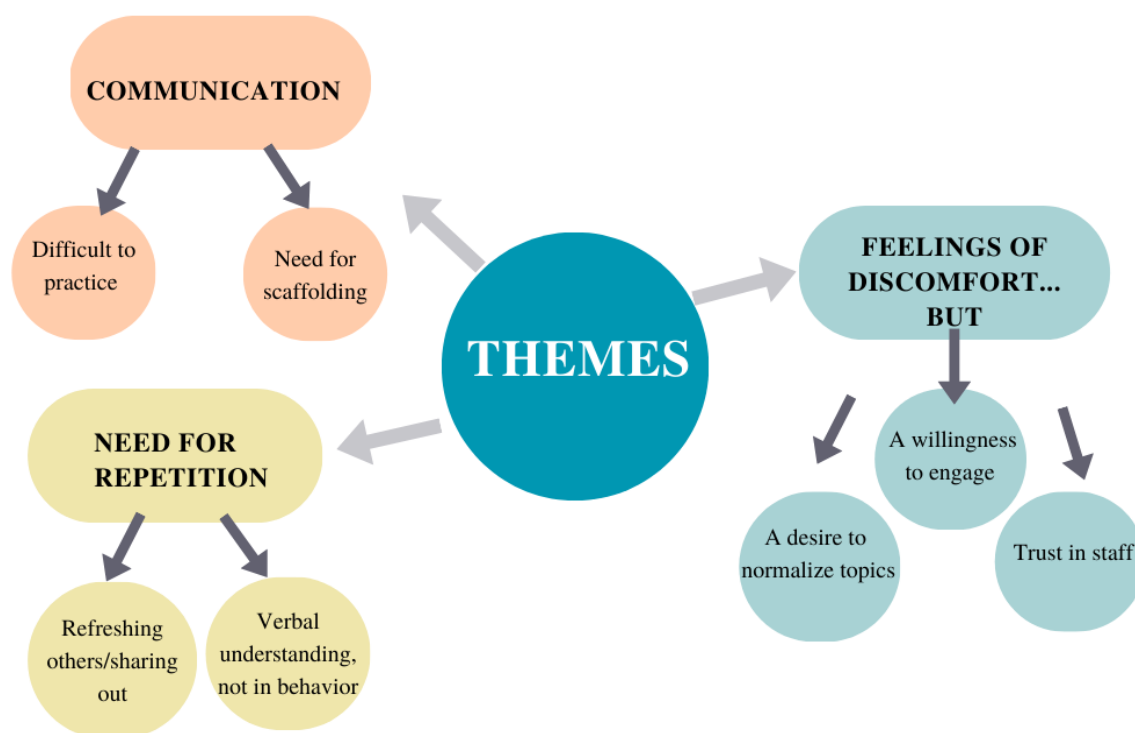 COMMUNICATION
Difficult to
practice
Need for
scaffolding
THEMES
FEELINGS OF
DISCOMFORT...
BUT
A willingness
to engage
A desire to
normalize topics
Trust in staff
NEED FOR
REPETITION
Refreshing
others/sharing
out
Verbal
understanding,
not in behavior